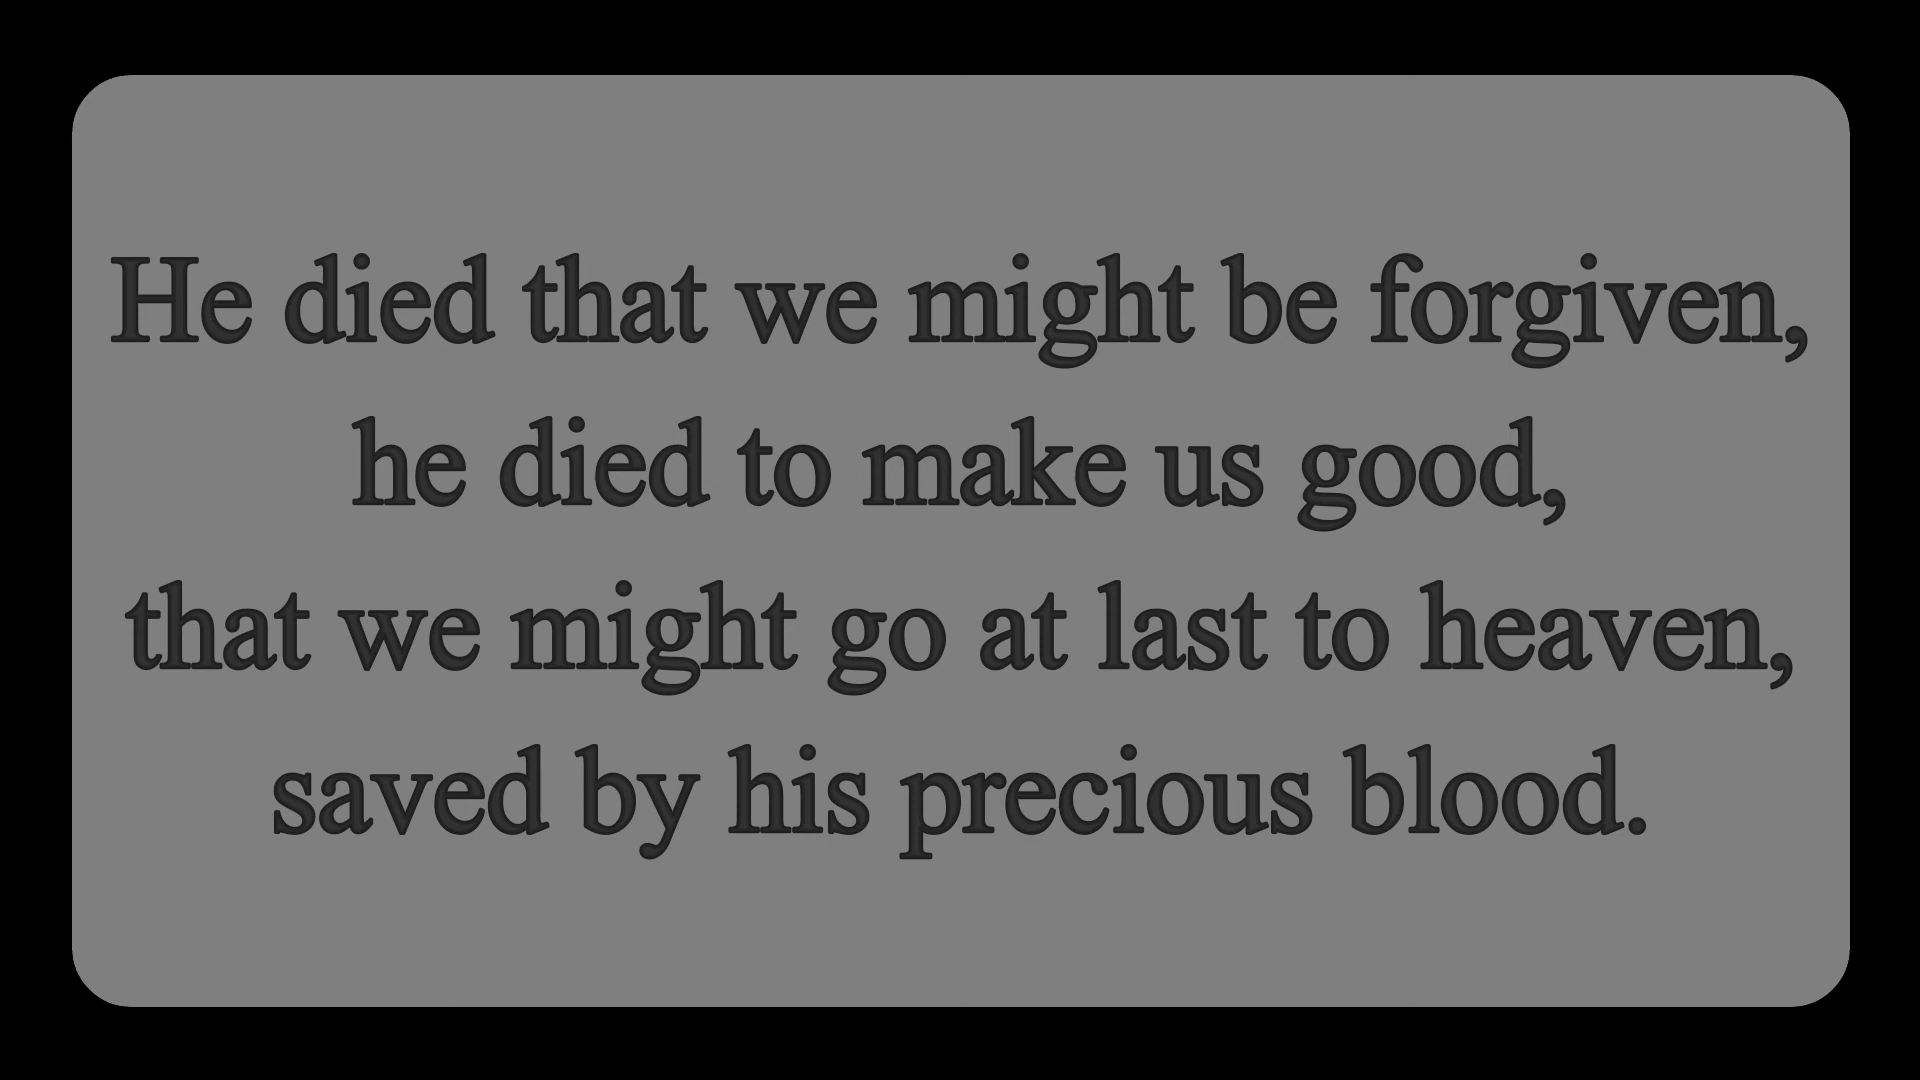 He died that we might be forgiven,
he died to make us good,
that we might go at last to heaven,
saved by his precious blood.